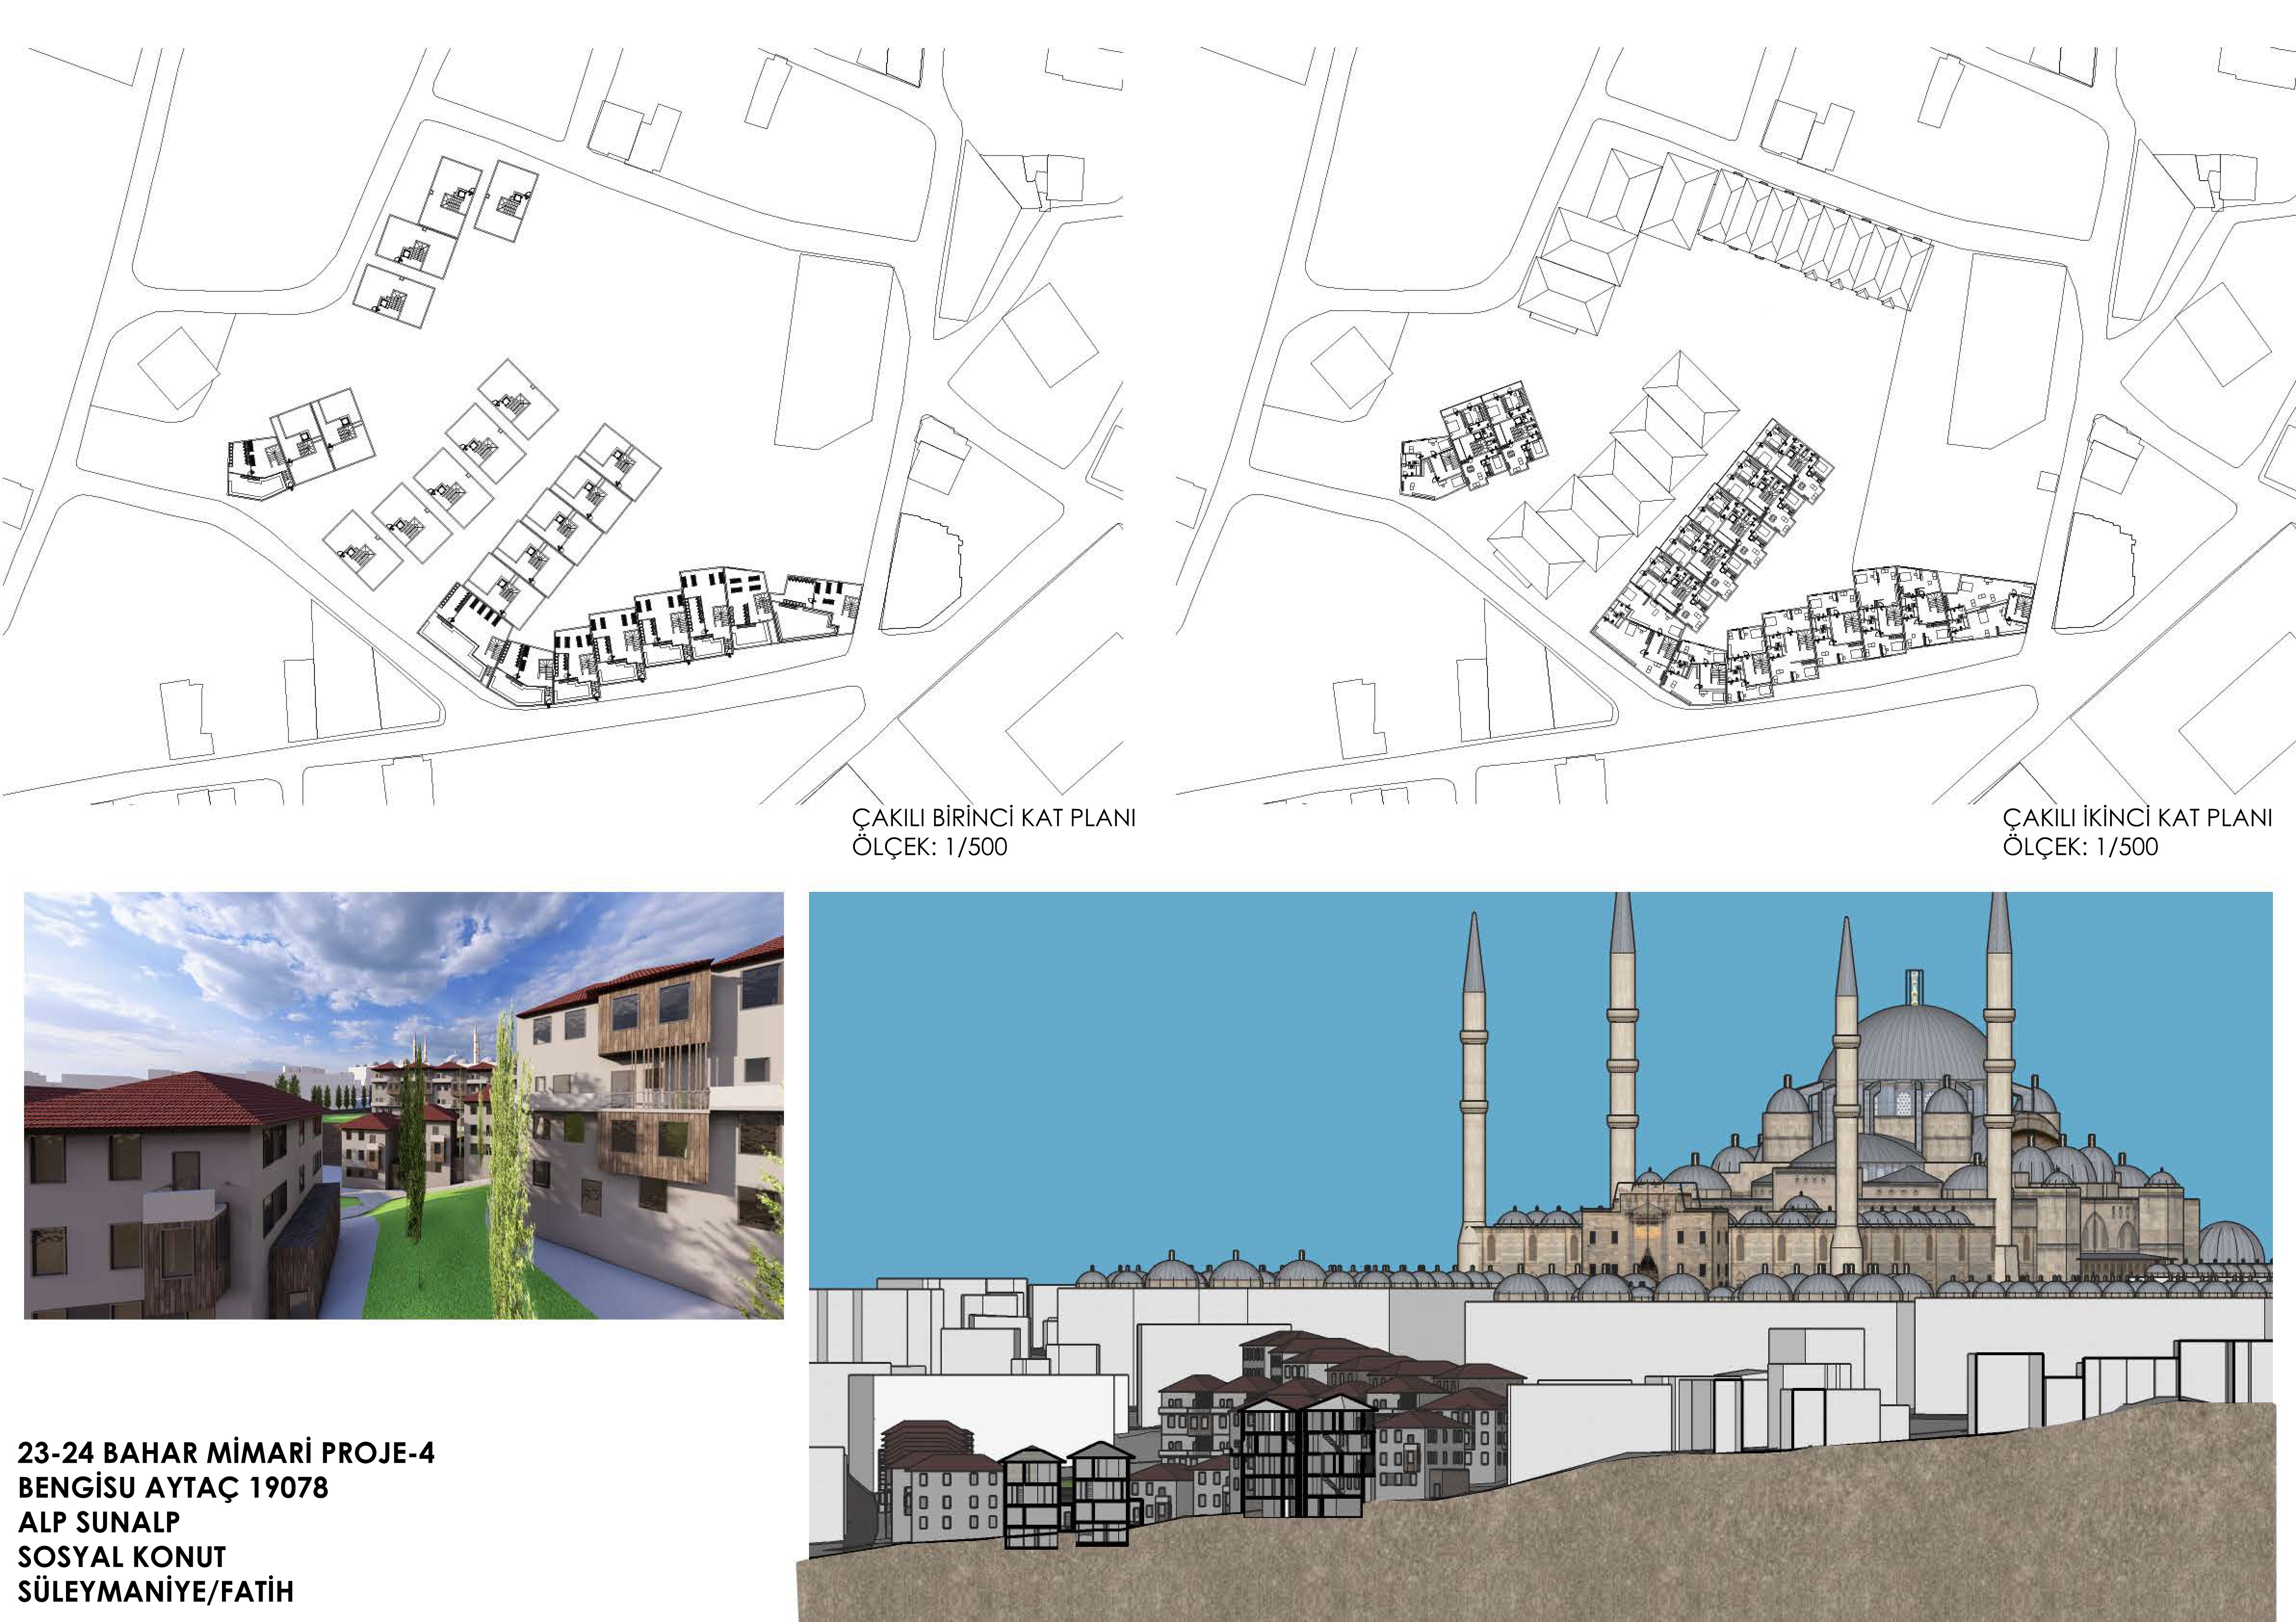 ÇAKILI BİRİNCİ KAT PLANI
ÖLÇEK: 1/500
ÇAKILI İKİNCİ KAT PLANI
ÖLÇEK: 1/500
23-24 BAHAR MİMARİ PROJE-4
BENGİSU AYTAÇ 19078
ALP SUNALP
SOSYAL KONUT
SÜLEYMANİYE/FATİH